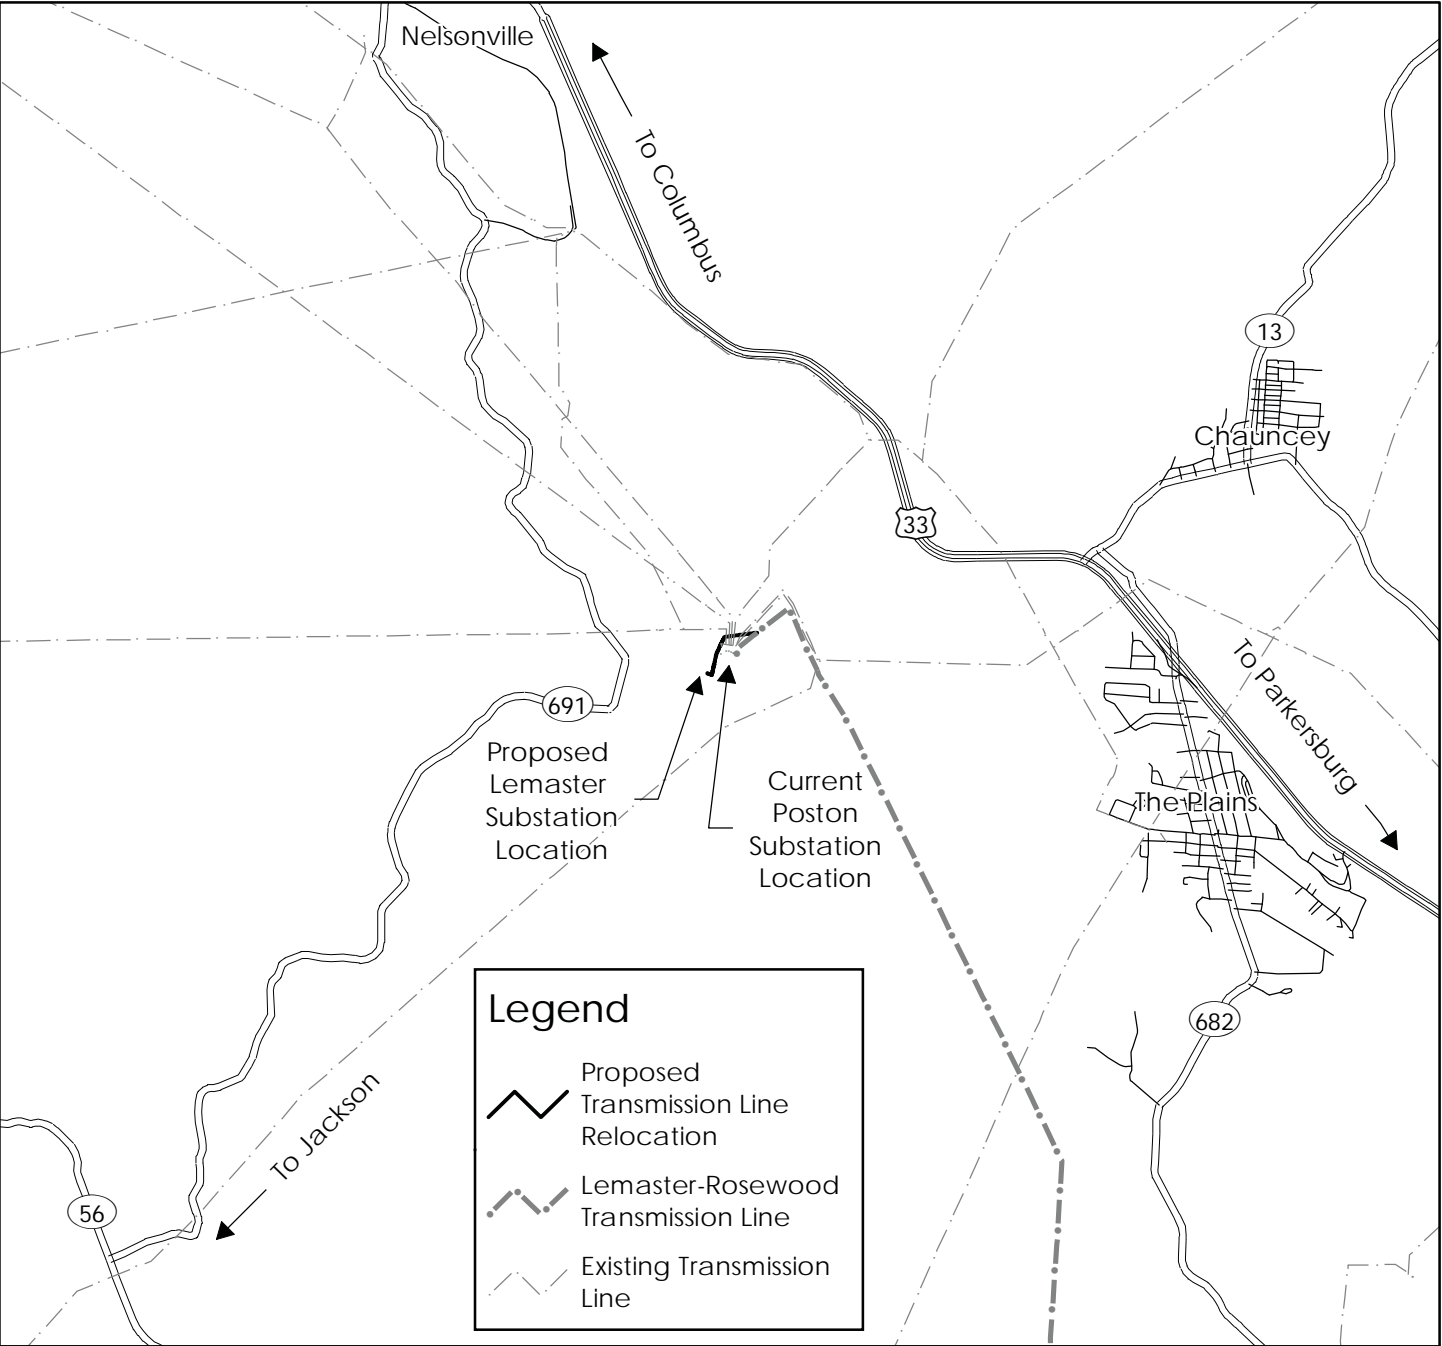 Nelsonville
To Columbus
13
Chauncey
33
To Parkersburg
691
Proposed
Lemaster
Substation
Location
Current
Poston
Substation
Location
The Plains
682
To Jackson
56
Legend
Proposed
Transmission Line
Relocation
Lemaster-Rosewood
Transmission Line
Existing Transmission
Line